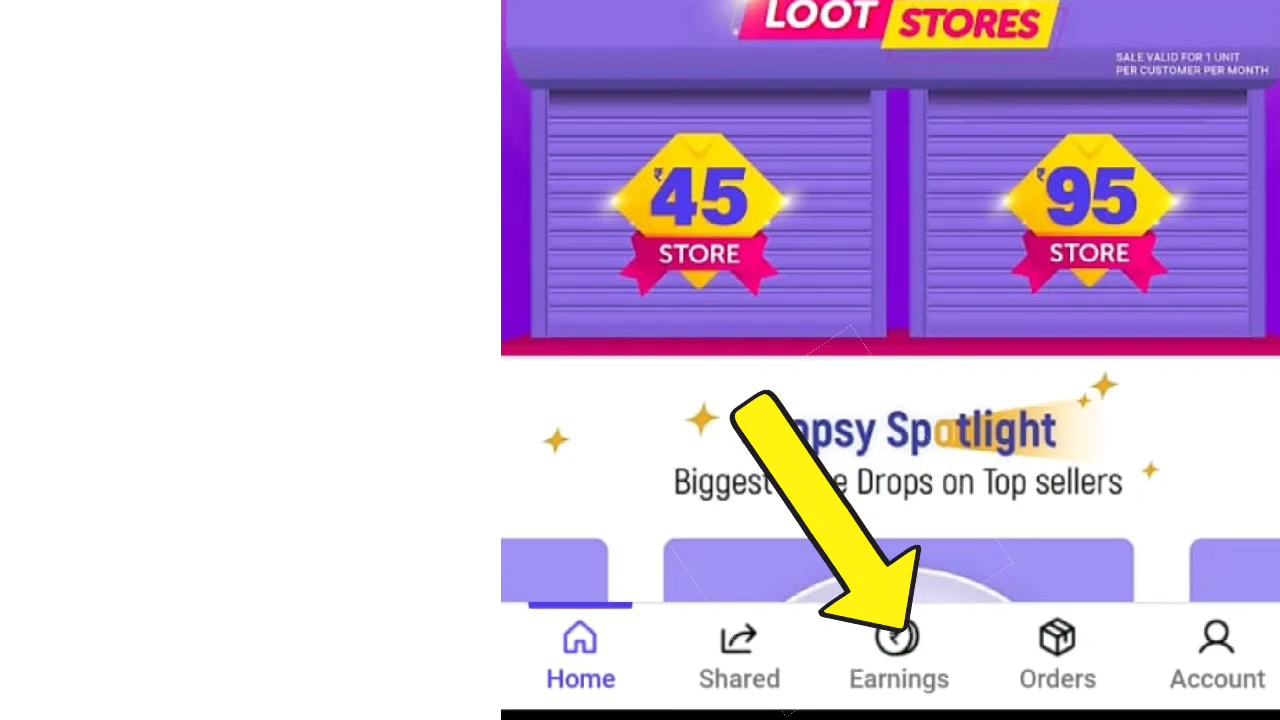 LOOT STORES
SALE VALID FOR 1 UNIT
PER CUSTOMER PER MONTH
₹45
STORE
₹95
STORE
Spotlight
Biggest Drops on Top sellers
Home
Shared
Earnings
Orders
Account